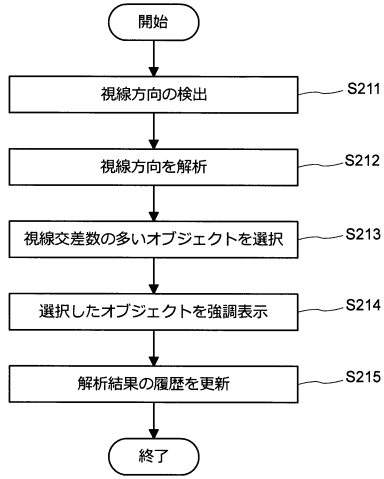 開始
視線方向の検出
S211
視線方向を解析
S212
視線交差数の多いオブジェクトを選択
S213
選択したオブジェクトを強調表示
S214
解析結果の履歴を更新
S215
終了